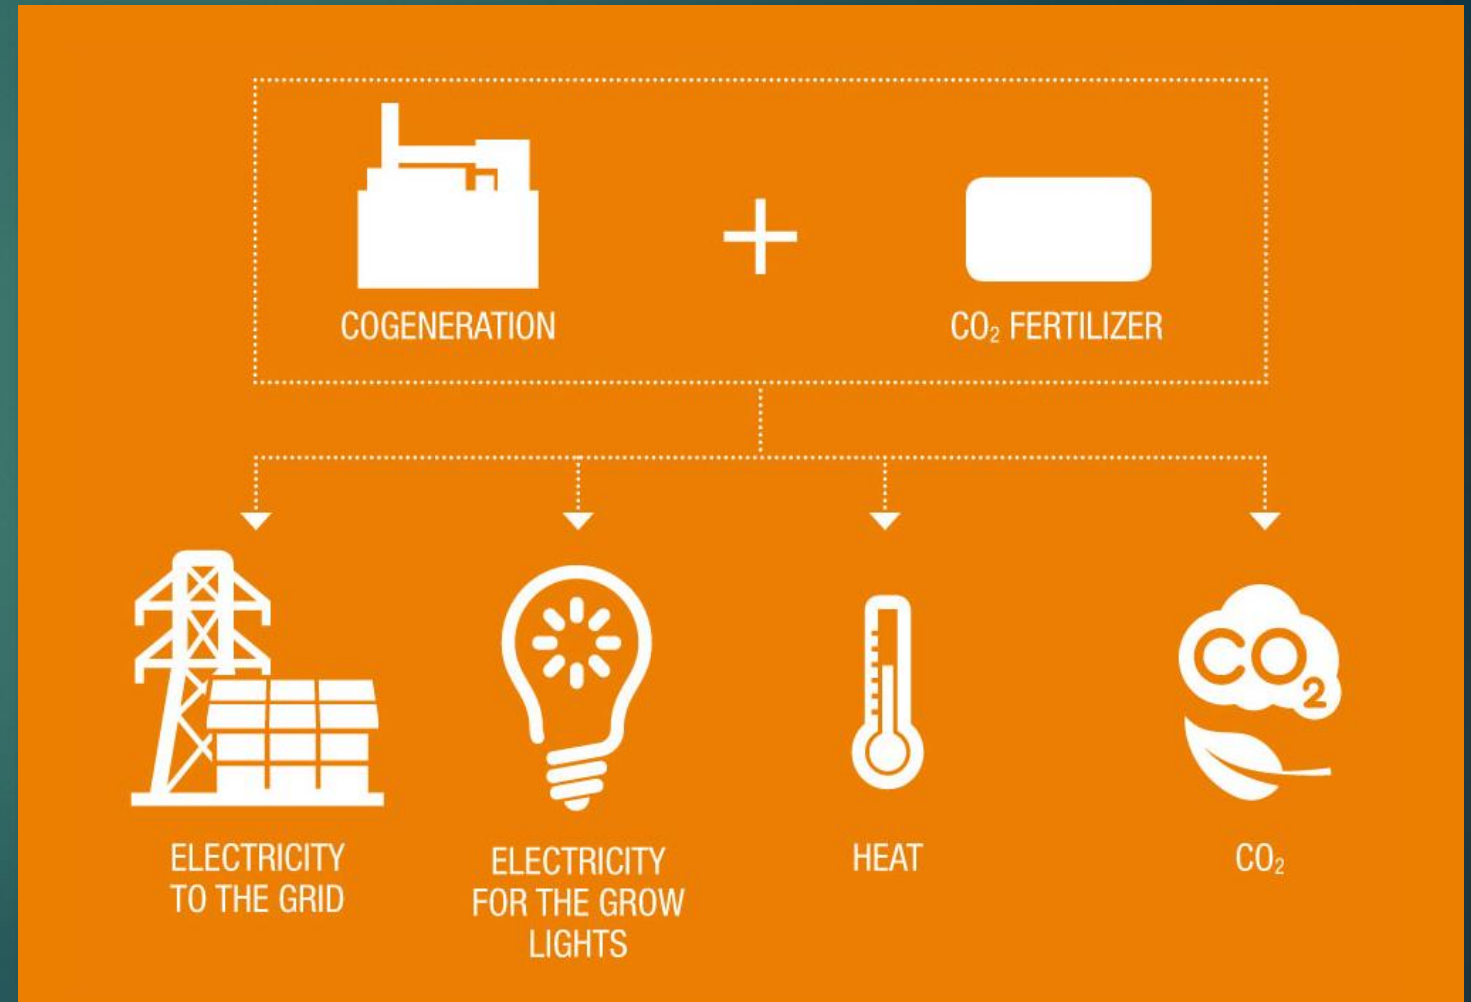 COGENERATION
+
CO₂ FERTILIZER
ELECTRICITY
TO THE GRID
ELECTRICITY
FOR THE GROW
LIGHTS
HEAT
CO₂
CO₂